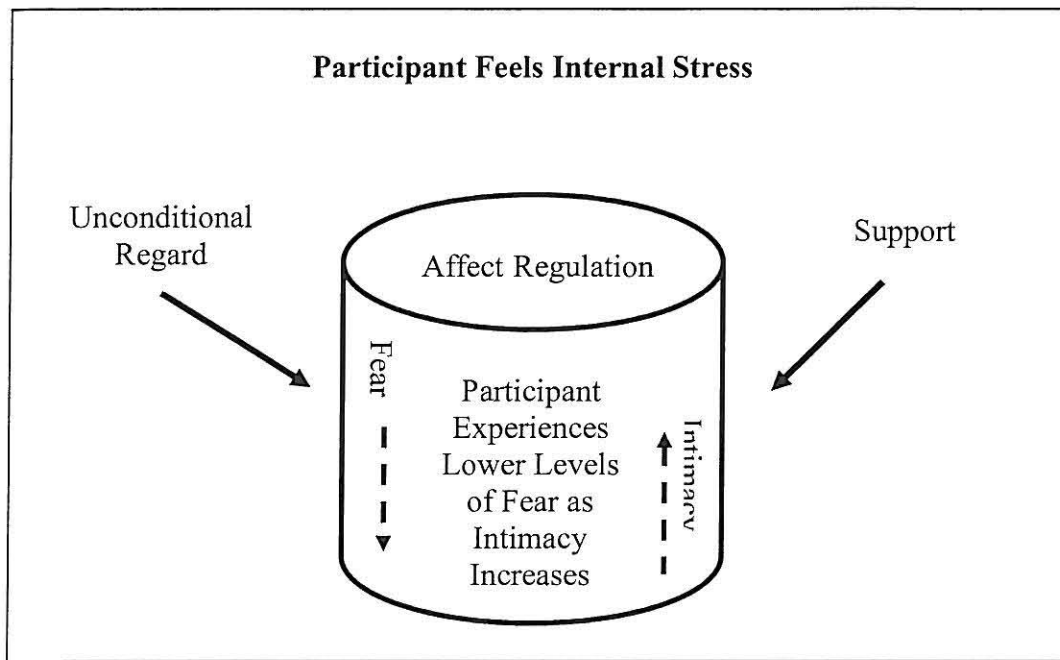 Participant Feels Internal Stress
Unconditional
Regard
Support
Affect Regulation
Fear
Participant
Experiences
Lower Levels
of Fear as
Intimacy
Increases
Intimacy